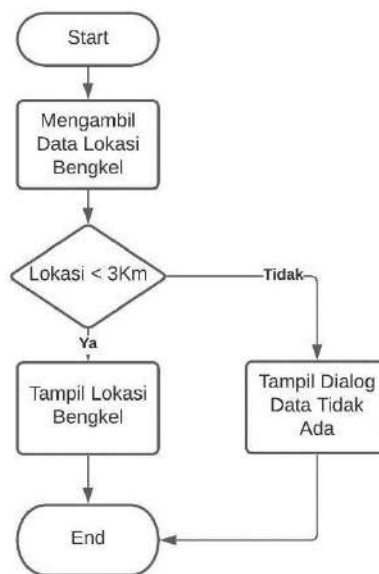 Start
Mengambil
Data Lokasi
Bengkel
Lokasi < 3Km
Tidak
Ya
Tampil Lokasi
Bengkel
Tampil Dialog
Data Tidak
Ada
End